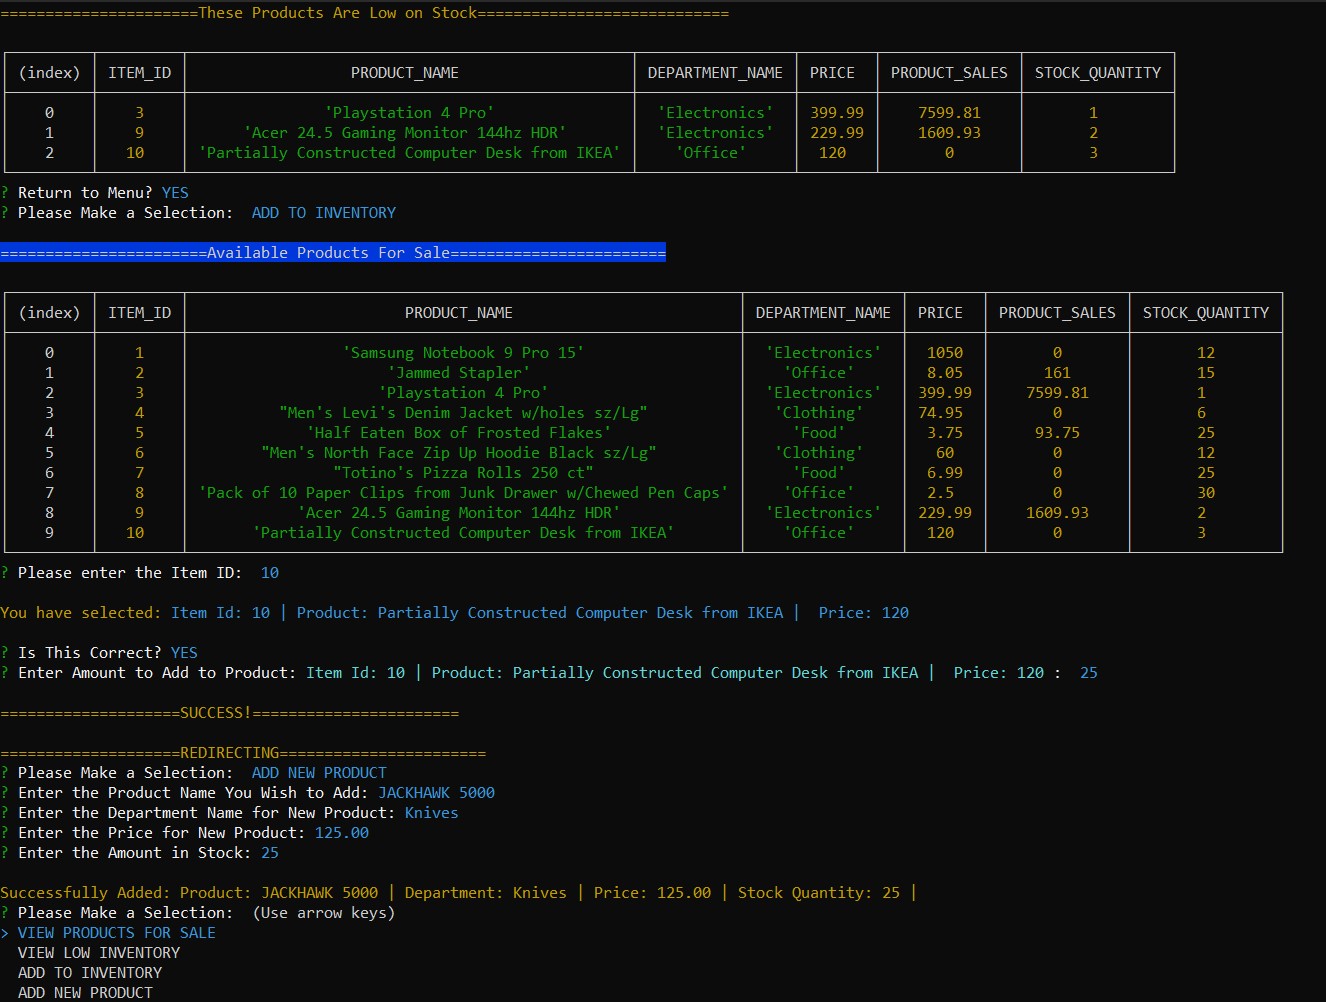 ======================These Products Are Low on Stock============================
(index) ITEM_ID PRODUCT_NAME DEPARTMENT_NAME PRICE PRODUCT_SALES STOCK_QUANTITY
0 3 'Playstation 4 Pro' 'Electronics' 399.99 7599.81 1
1 9 'Acer 24.5 Gaming Monitor 144hz HDR' 'Electronics' 229.99 1609.93 2
2 10 'Partially Constructed Computer Desk from IKEA' 'Office' 120 0 3
? Return to Menu? YES
? Please Make a Selection:  ADD TO INVENTORY
=======================Available Products For Sale========================
(index) ITEM_ID PRODUCT_NAME DEPARTMENT_NAME PRICE PRODUCT_SALES STOCK_QUANTITY
0 1 'Samsung Notebook 9 Pro 15' 'Electronics' 1050 0 12
1 2 'Jammed Stapler' 'Office' 8.05 161 15
2 3 'Playstation 4 Pro' 'Electronics' 399.99 7599.81 1
3 4 "Men's Levi's Denim Jacket w/holes sz/Lg" 'Clothing' 74.95 0 6
4 5 'Half Eaten Box of Frosted Flakes' 'Food' 3.75 93.75 25
5 6 "Men's North Face Zip Up Hoodie Black sz/Lg" 'Clothing' 60 0 12
6 7 "Totino's Pizza Rolls 250 ct" 'Food' 6.99 0 25
7 8 'Pack of 10 Paper Clips from Junk Drawer w/Chewed Pen Caps' 'Office' 2.5 0 30
8 9 'Acer 24.5 Gaming Monitor 144hz HDR' 'Electronics' 229.99 1609.93 2
9 10 'Partially Constructed Computer Desk from IKEA' 'Office' 120 0 3
? Please enter the Item ID:  10
You have selected: Item Id: 10 | Product: Partially Constructed Computer Desk from IKEA |  Price: 120
? Is This Correct? YES
? Enter Amount to Add to Product: Item Id: 10 | Product: Partially Constructed Computer Desk from IKEA |  Price: 120 :  25
====================SUCCESS!=======================
====================REDIRECTING=======================
? Please Make a Selection:  ADD NEW PRODUCT
? Enter the Product Name You Wish to Add: JACKHAWK 5000
? Enter the Department Name for New Product: Knives
? Enter the Price for New Product: 125.00
? Enter the Amount in Stock: 25
Successfully Added: Product: JACKHAWK 5000 | Department: Knives | Price: 125.00 | Stock Quantity: 25 |
? Please Make a Selection:  (Use arrow keys)
> VIEW PRODUCTS FOR SALE
VIEW LOW INVENTORY
ADD TO INVENTORY
ADD NEW PRODUCT